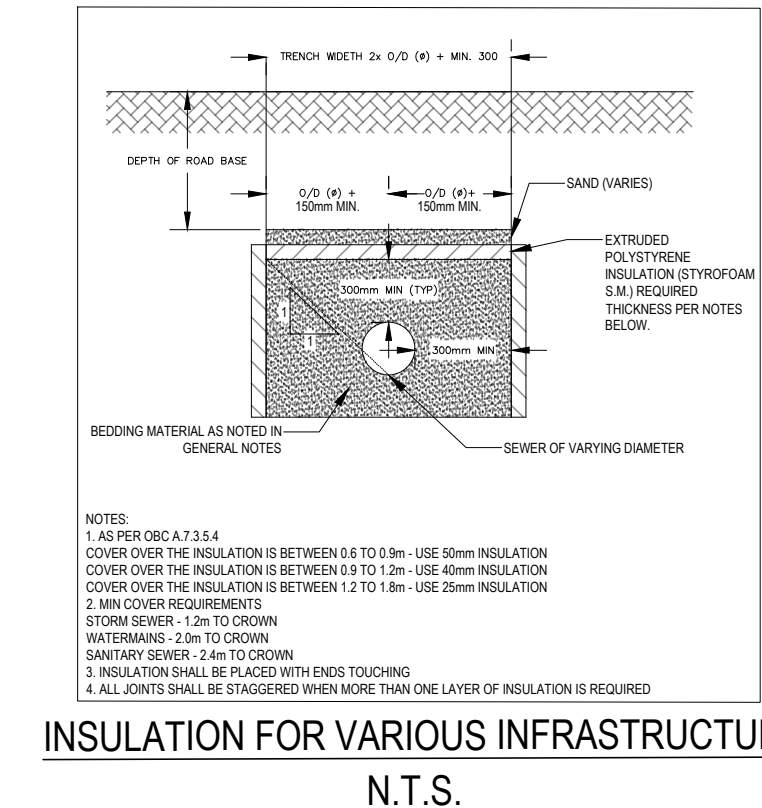 TRENCH WIDETH 2x O/D (ø) + MIN. 300
DEPTH OF ROAD BASE
O/D (ø) +
150mm MIN.
O/D (ø)+
150mm MIN.
SAND (VARIES)
EXTRUDED
POLYSTYRENE
INSULATION (STYROFOAM
S.M.) REQUIRED
THICKNESS PER NOTES
BELOW.
300mm MIN (TYP)
1
1
300mm MIN
BEDDING MATERIAL AS NOTED IN
GENERAL NOTES
SEWER OF VARYING DIAMETER
NOTES:
1. AS PER OBC A.7.3.5.4
COVER OVER THE INSULATION IS BETWEEN 0.6 TO 0.9m - USE 50mm INSULATION
COVER OVER THE INSULATION IS BETWEEN 0.9 TO 1.2m - USE 40mm INSULATION
COVER OVER THE INSULATION IS BETWEEN 1.2 TO 1.8m - USE 25mm INSULATION
2. MIN COVER REQUIREMENTS
STORM SEWER - 1.2m TO CROWN
WATERMAINS - 2.0m TO CROWN
SANITARY SEWER - 2.4m TO CROWN
3. INSULATION SHALL BE PLACED WITH ENDS TOUCHING
4. ALL JOINTS SHALL BE STAGGERED WHEN MORE THAN ONE LAYER OF INSULATION IS REQUIRED
INSULATION FOR VARIOUS INFRASTRUCTU
N.T.S.